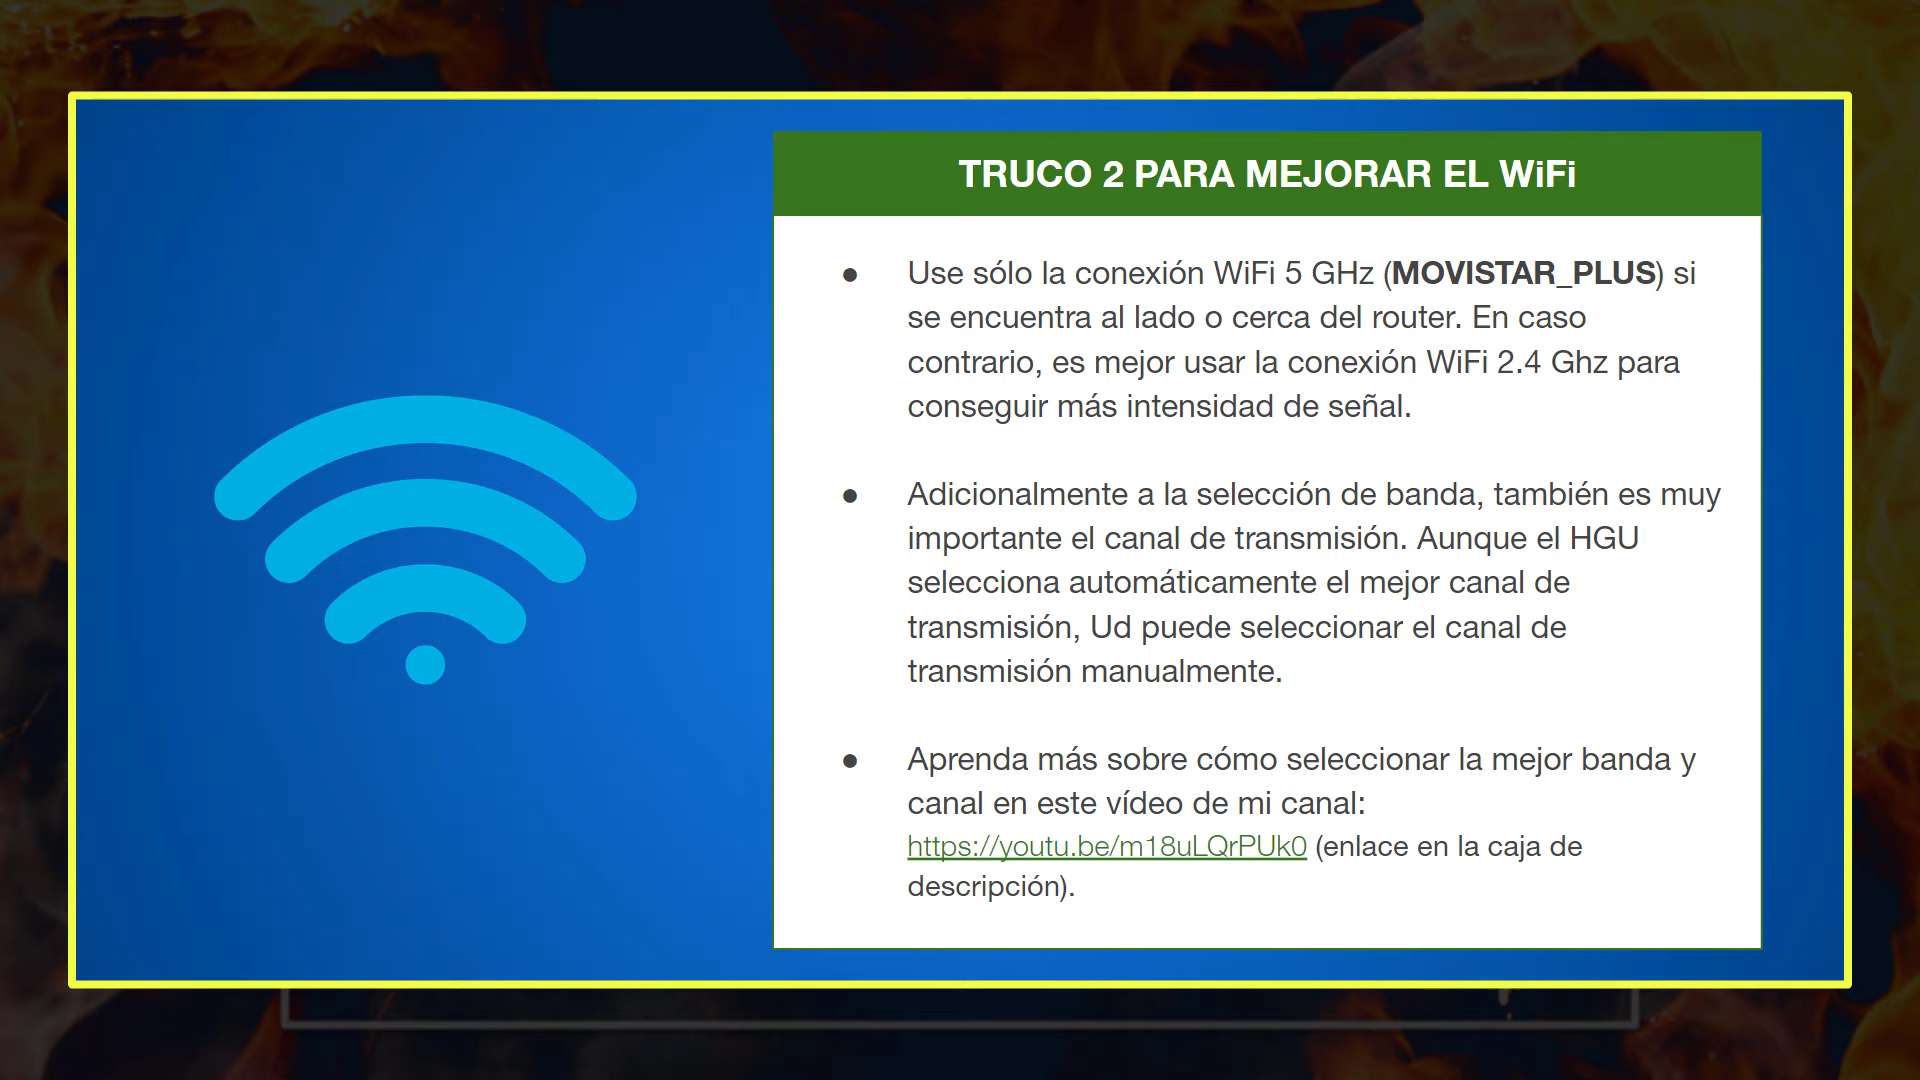 TRUCO 2 PARA MEJORAR EL WiFi
● Use sólo la conexión WiFi 5 GHz (MOVISTAR_PLUS) si
se encuentra al lado o cerca del router. En caso
contrario, es mejor usar la conexión WiFi 2.4 Ghz para
conseguir más intensidad de señal.
● Adicionalmente a la selección de banda, también es muy
importante el canal de transmisión. Aunque el HGU
selecciona automáticamente el mejor canal de
transmisión, Ud puede seleccionar el canal de
transmisión manualmente.
● Aprenda más sobre cómo seleccionar la mejor banda y
canal en este vídeo de mi canal:
https://youtu.be/m18uLQrPUk0 (enlace en la caja de
descripción).